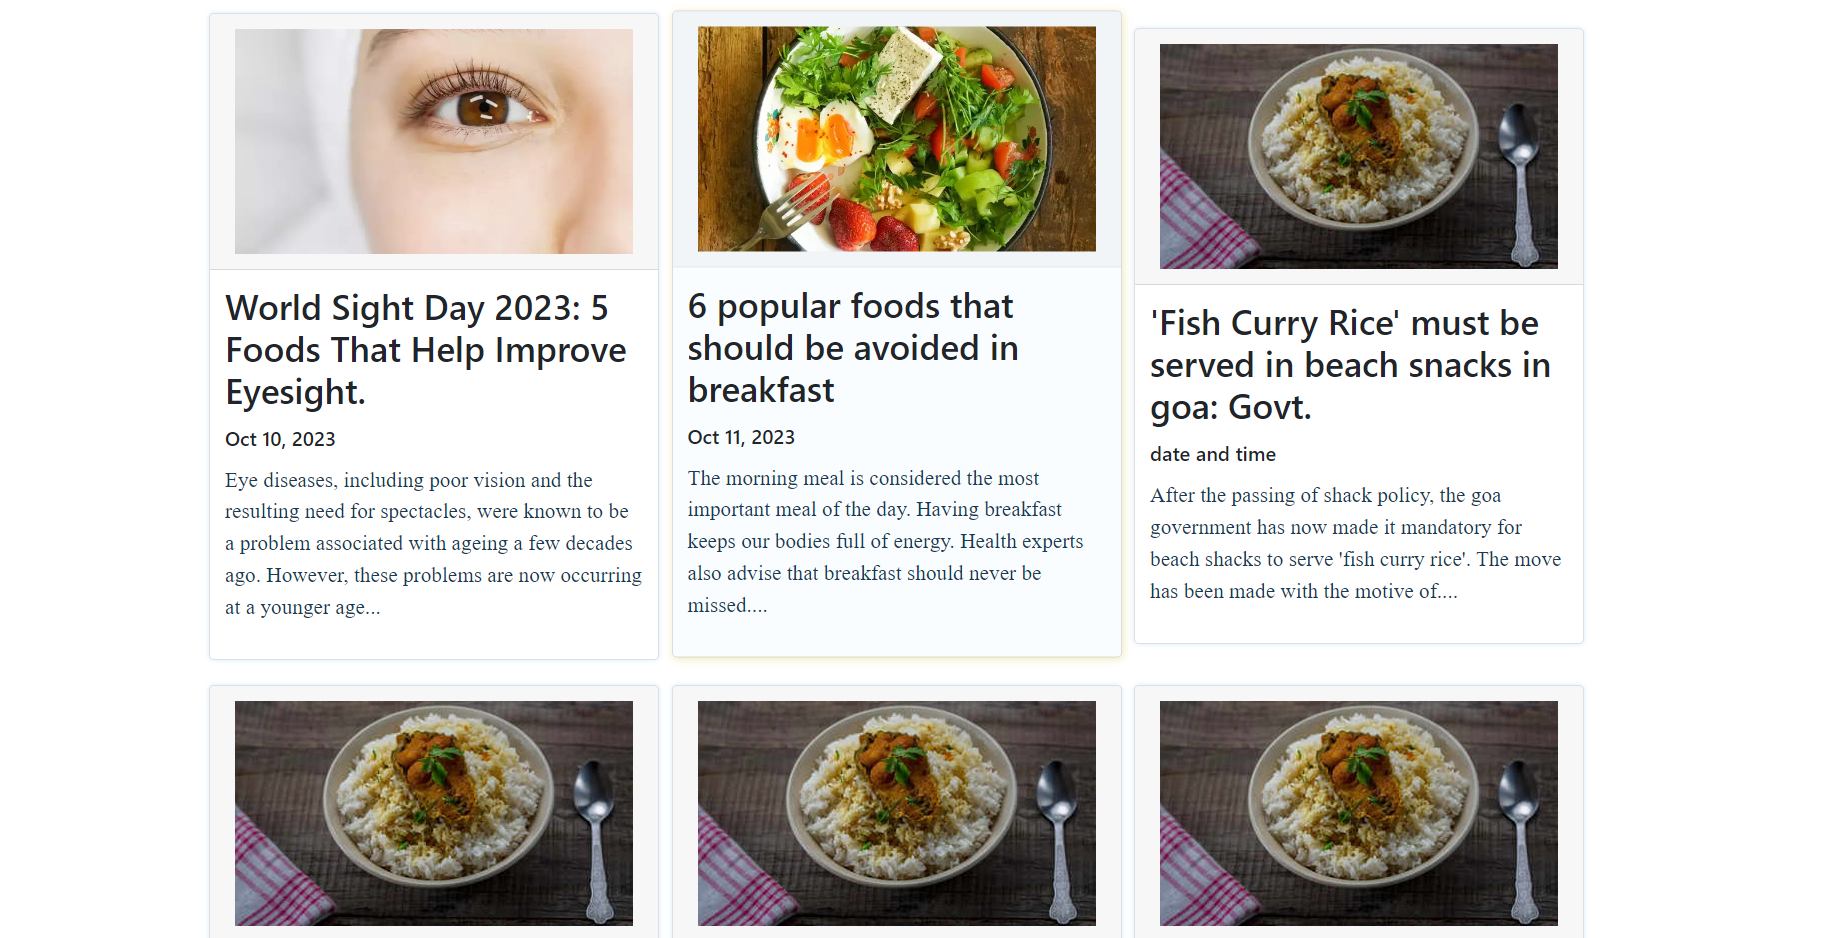 World Sight Day 2023: 5
Foods That Help Improve
Eyesight.
Oct 10, 2023
Eye diseases, including poor vision and the
resulting need for spectacles, were known to be
a problem associated with ageing a few decades
ago. However, these problems are now occurring
at a younger age...
6 popular foods that
should be avoided in
breakfast
Oct 11, 2023
The morning meal is considered the most
important meal of the day. Having breakfast
keeps our bodies full of energy. Health experts
also advise that breakfast should never be
missed....
'Fish Curry Rice' must be
served in beach snacks in
goa: Govt.
date and time
After the passing of shack policy, the goa
government has now made it mandatory for
beach shacks to serve 'fish curry rice'. The move
has been made with the motive of....